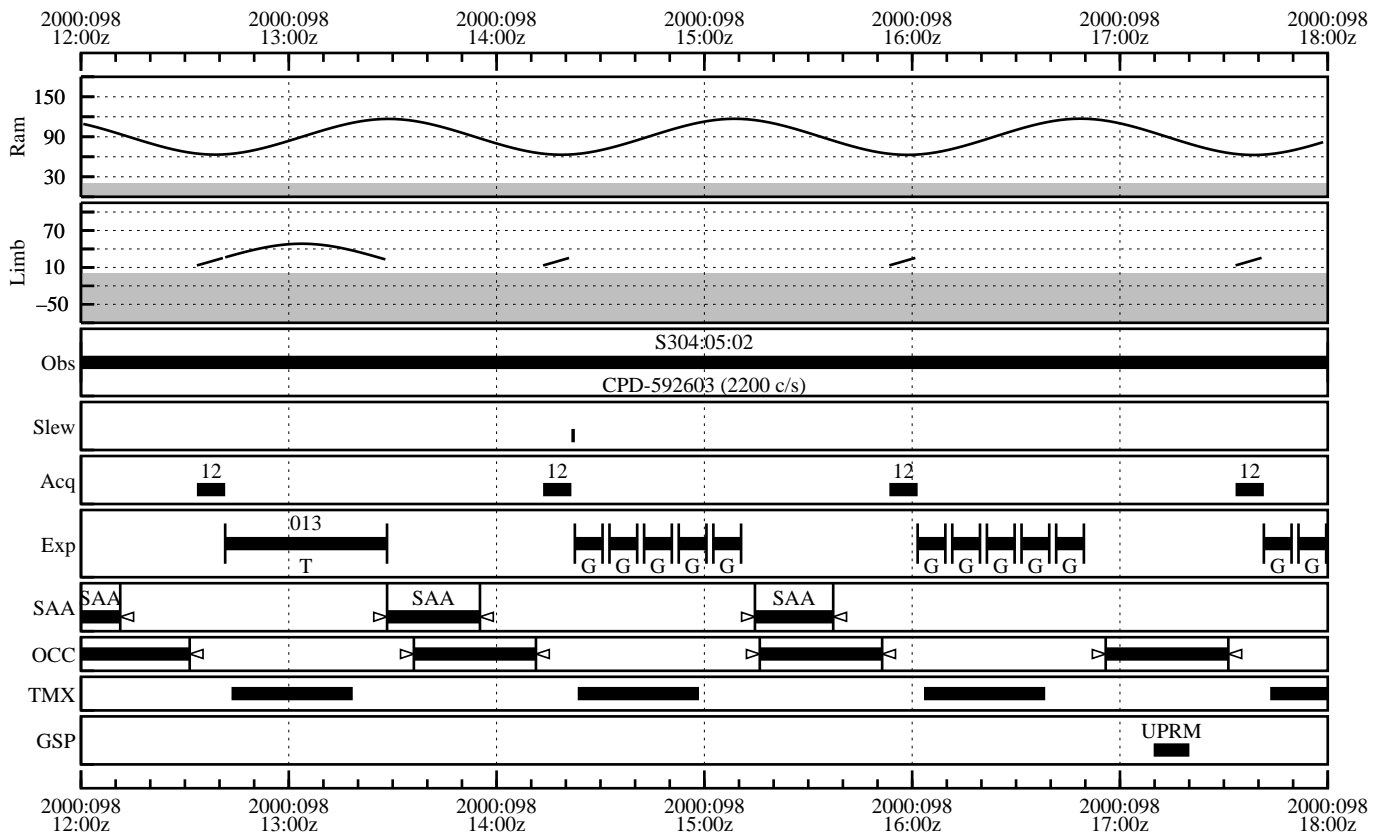 2000:098 2000:098 2000:098 2000:098 2000:098 2000:098 2000:098
12:00z 13:00z 14:00z 15:00z 16:00z 17:00z 18:00z
Ram
150
90
30
Limb
70
10
–50
Obs
S304:05:02
CPD-592603 (2200 c/s)
Slew
Acq
12 12 12 12
Exp
013
T G G G G G G G G G G G G
SAA
SAA SAA SAA
OCC
TMX
GSP
UPRM
2000:098 2000:098 2000:098 2000:098 2000:098 2000:098 2000:098
12:00z 13:00z 14:00z 15:00z 16:00z 17:00z 18:00z